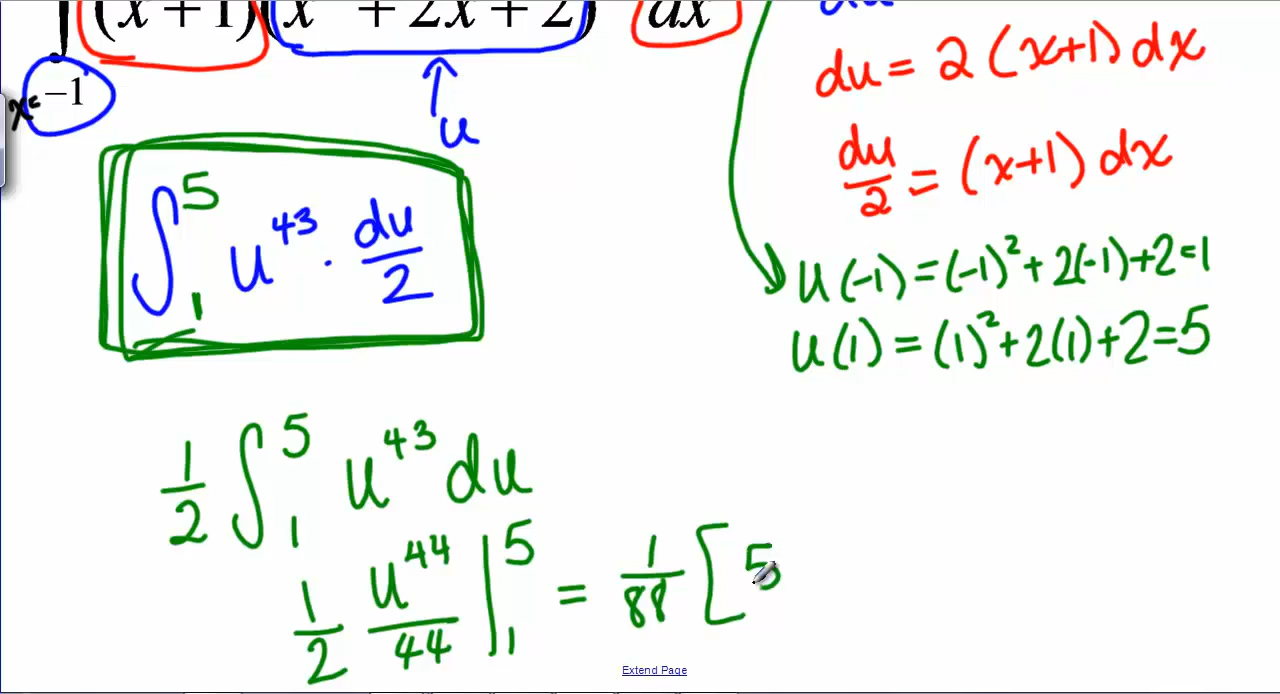 ∫ (x+1)(x + 2x + 2) dx
du
x= −1
u
du = 2 (x+1) dx
du/2 = (x+1) dx
∫₁⁵ u⁴³ · du/2
u(-1) = (-1)² + 2(-1) + 2 = 1
u(1) = (1)² + 2(1) + 2 = 5
1/2 ∫₁⁵ u⁴³ du
1/2 u⁴⁴/44 |₁⁵ = 1/88 [ 5
Extend Page